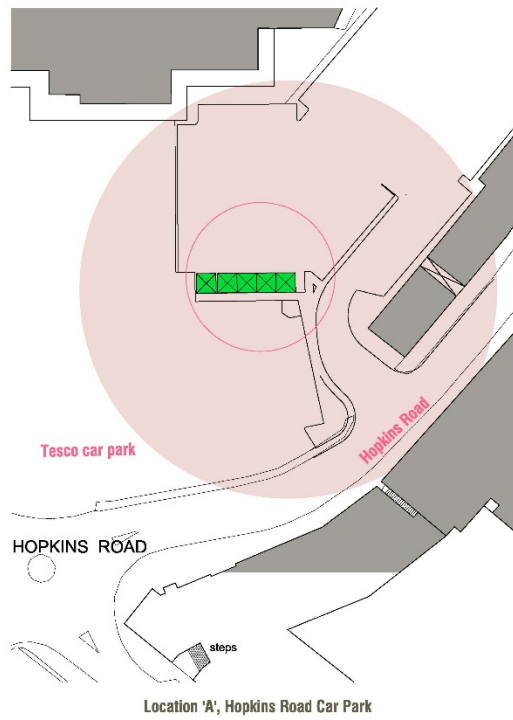 Tesco car park
Hopkins Road
HOPKINS ROAD
steps
Location 'A', Hopkins Road Car Park